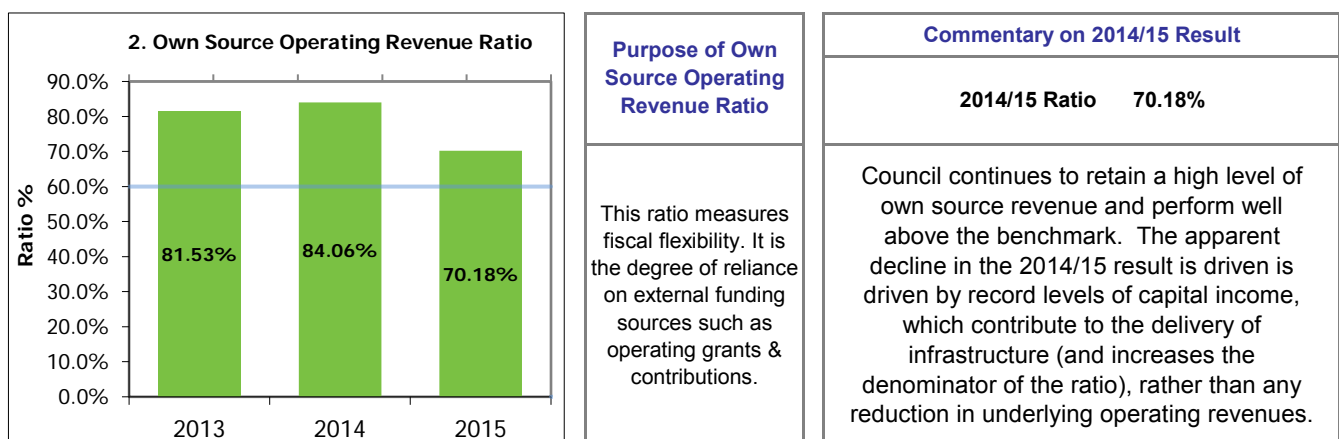 2. Own Source Operating Revenue Ratio
90.0%
80.0%
70.0%
60.0%
50.0%
40.0%
30.0%
20.0%
10.0%
0.0%
Ratio %
81.53%
84.06%
70.18%
2013
2014
2015
Purpose of Own
Source Operating
Revenue Ratio
This ratio measures
fiscal flexibility. It is
the degree of reliance
on external funding
sources such as
operating grants &
contributions.
Commentary on 2014/15 Result
2014/15 Ratio 70.18%
Council continues to retain a high level of
own source revenue and perform well
above the benchmark. The apparent
decline in the 2014/15 result is driven is
driven by record levels of capital income,
which contribute to the delivery of
infrastructure (and increases the
denominator of the ratio), rather than any
reduction in underlying operating revenues.